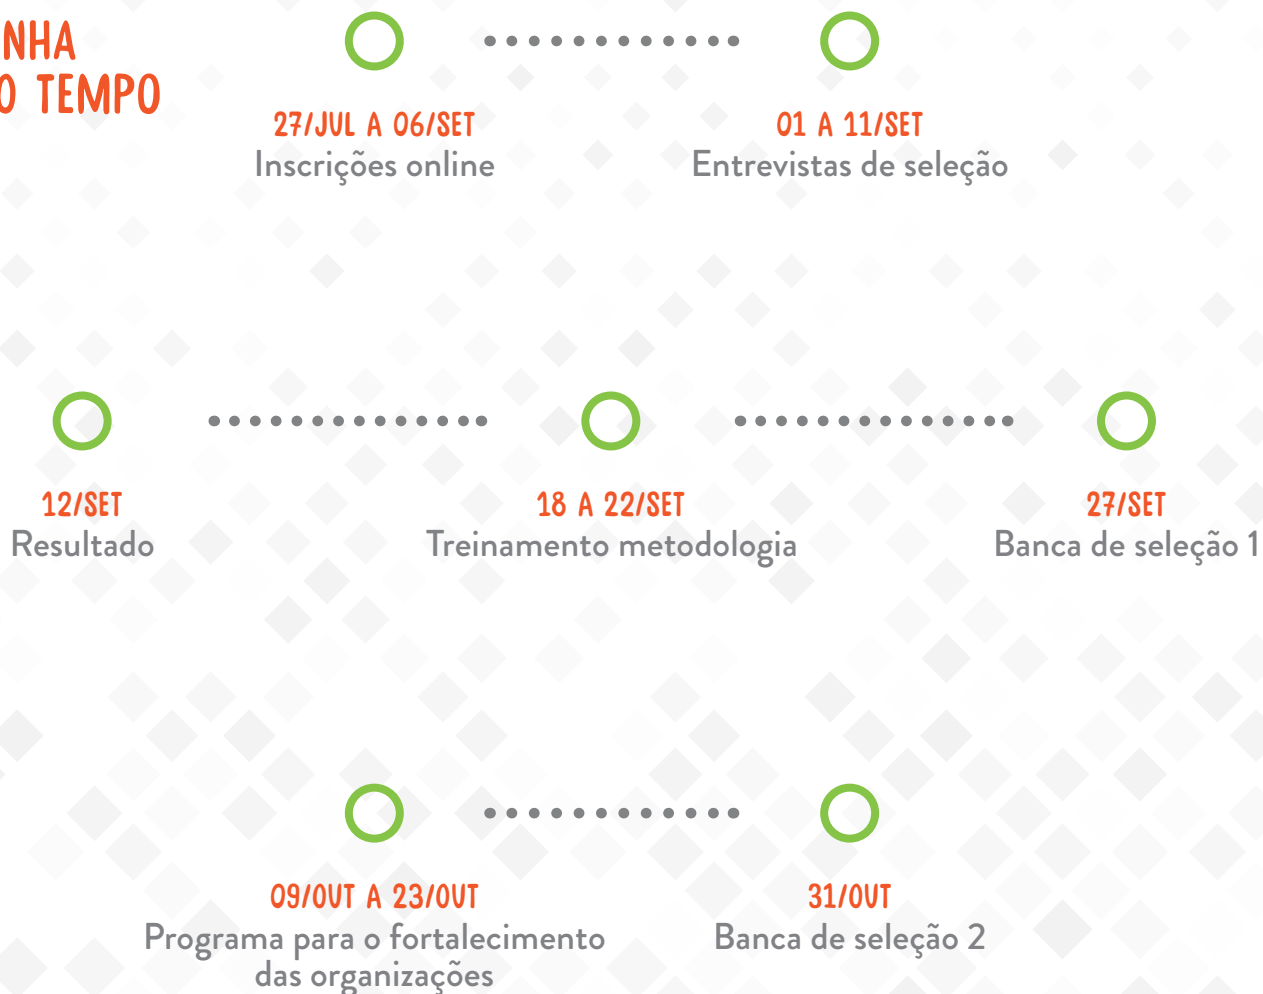 NHA
O TEMPO
27/JUL A 06/SET
Inscrições online
01 A 11/SET
Entrevistas de seleção
12/SET
Resultado
18 A 22/SET
Treinamento metodologia
27/SET
Banca de seleção 1
09/OUT A 23/OUT
Programa para o fortalecimento
das organizações
31/OUT
Banca de seleção 2